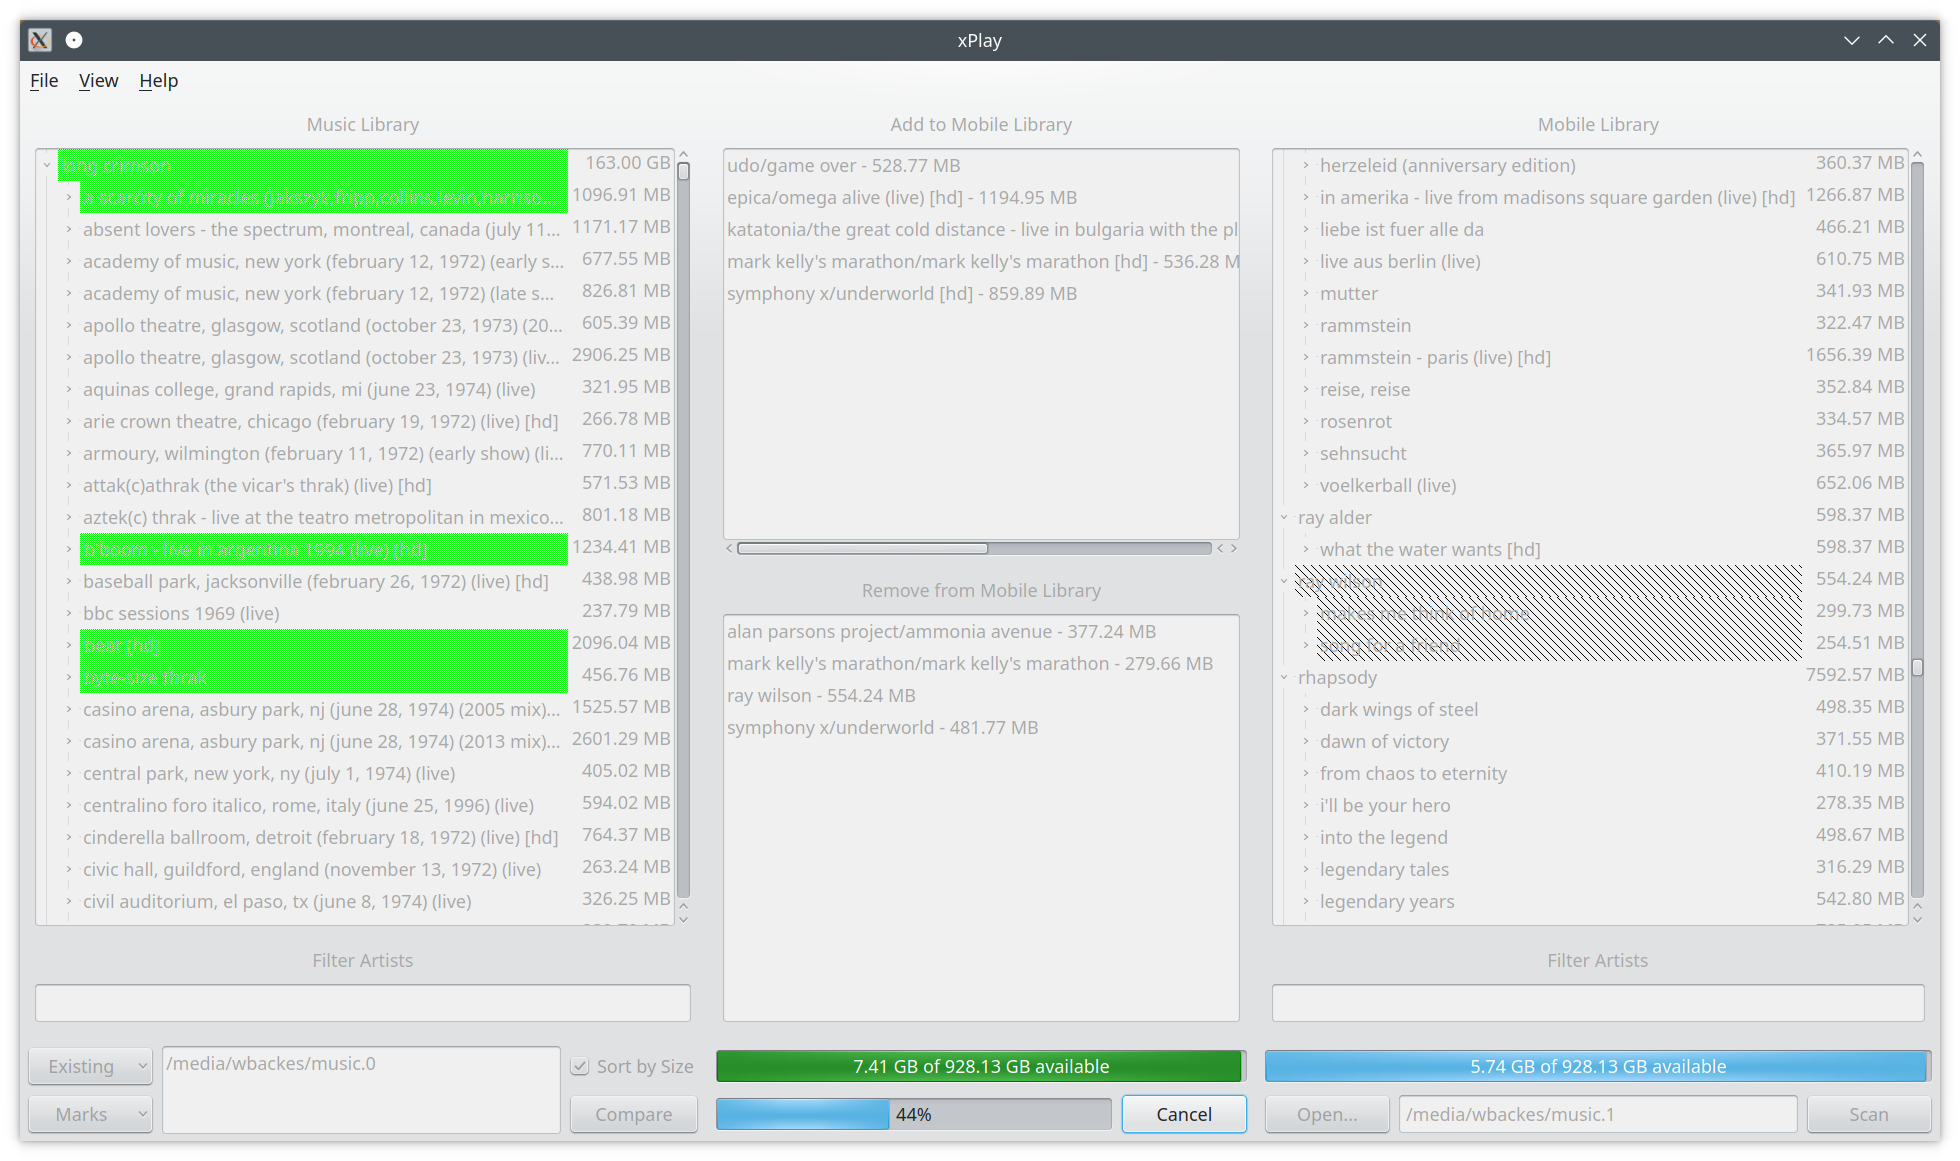 xPlay
File View Help
Music Library
king crimson 163.00 GB
a scarcity of miracles (jakszyk,fripp,collins,levin,harriso... 1096.91 MB
absent lovers - the spectrum, montreal, canada (july 11... 1171.17 MB
academy of music, new york (february 12, 1972) (early s... 677.55 MB
academy of music, new york (february 12, 1972) (late s... 826.81 MB
apollo theatre, glasgow, scotland (october 23, 1973) (20... 605.39 MB
apollo theatre, glasgow, scotland (october 23, 1973) (liv... 2906.25 MB
aquinas college, grand rapids, mi (june 23, 1974) (live) 321.95 MB
arie crown theatre, chicago (february 19, 1972) (live) [hd] 266.78 MB
armoury, wilmington (february 11, 1972) (early show) (li... 770.11 MB
attak(c)athrak (the vicar's thrak) (live) [hd] 571.53 MB
aztek(c) thrak - live at the teatro metropolitan in mexico... 801.18 MB
b'boom - live in argentina 1994 (live) [hd] 1234.41 MB
baseball park, jacksonville (february 26, 1972) (live) [hd] 438.98 MB
bbc sessions 1969 (live) 237.79 MB
beat [hd] 2096.04 MB
byte-size thrak 456.76 MB
casino arena, asbury park, nj (june 28, 1974) (2005 mix)... 1525.57 MB
casino arena, asbury park, nj (june 28, 1974) (2013 mix)... 2601.29 MB
central park, new york, ny (july 1, 1974) (live) 405.02 MB
centralino foro italico, rome, italy (june 25, 1996) (live) 594.02 MB
cinderella ballroom, detroit (february 18, 1972) (live) [hd] 764.37 MB
civic hall, guildford, england (november 13, 1972) (live) 263.24 MB
civil auditorium, el paso, tx (june 8, 1974) (live) 326.25 MB
Filter Artists
Existing
Marks
/media/wbackes/music.0
Sort by Size
Compare
Add to Mobile Library
udo/game over - 528.77 MB
epica/omega alive (live) [hd] - 1194.95 MB
katatonia/the great cold distance - live in bulgaria with the pl
mark kelly's marathon/mark kelly's marathon [hd] - 536.28 M
symphony x/underworld [hd] - 859.89 MB
Remove from Mobile Library
alan parsons project/ammonia avenue - 377.24 MB
mark kelly's marathon/mark kelly's marathon - 279.66 MB
ray wilson - 554.24 MB
symphony x/underworld - 481.77 MB
7.41 GB of 928.13 GB available
44%
Cancel
Mobile Library
herzeleid (anniversary edition) 360.37 MB
in amerika - live from madisons square garden (live) [hd] 1266.87 MB
liebe ist fuer alle da 466.21 MB
live aus berlin (live) 610.75 MB
mutter 341.93 MB
rammstein 322.47 MB
rammstein - paris (live) [hd] 1656.39 MB
reise, reise 352.84 MB
rosenrot 334.57 MB
sehnsucht 365.97 MB
voelkerball (live) 652.06 MB
ray alder 598.37 MB
what the water wants [hd] 598.37 MB
ray wilson 554.24 MB
makes me think of home 299.73 MB
song for a friend 254.51 MB
rhapsody 7592.57 MB
dark wings of steel 498.35 MB
dawn of victory 371.55 MB
from chaos to eternity 410.19 MB
i'll be your hero 278.35 MB
into the legend 498.67 MB
legendary tales 316.29 MB
legendary years 542.80 MB
Filter Artists
5.74 GB of 928.13 GB available
Open...
/media/wbackes/music.1
Scan